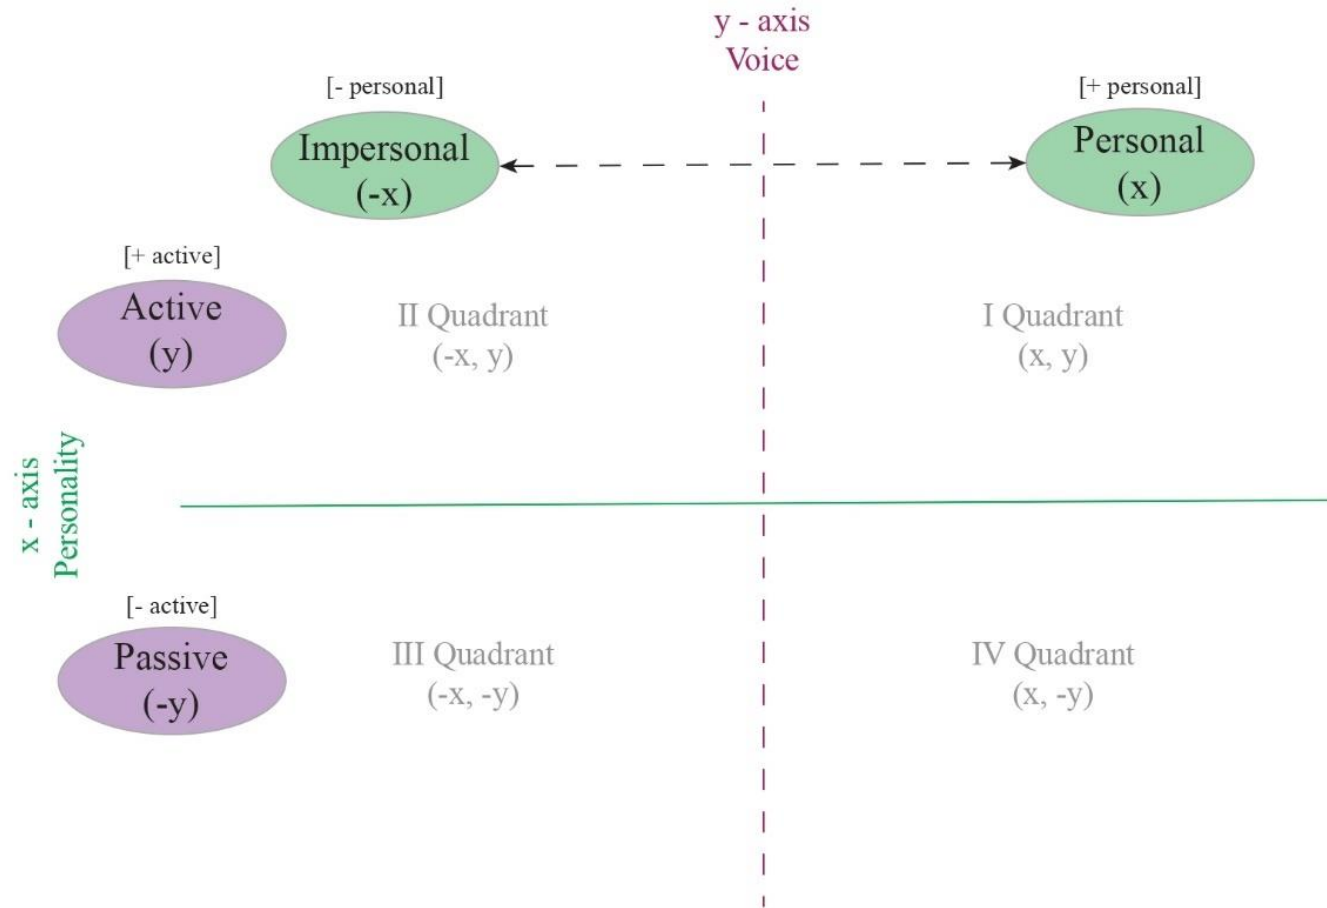 y - axis
Voice
[- personal]
Impersonal
(-x)
[+ personal]
Personal
(x)
[+ active]
Active
(y)
II Quadrant
(-x, y)
I Quadrant
(x, y)
x - axis
Personality
[- active]
Passive
(-y)
III Quadrant
(-x, -y)
IV Quadrant
(x, -y)